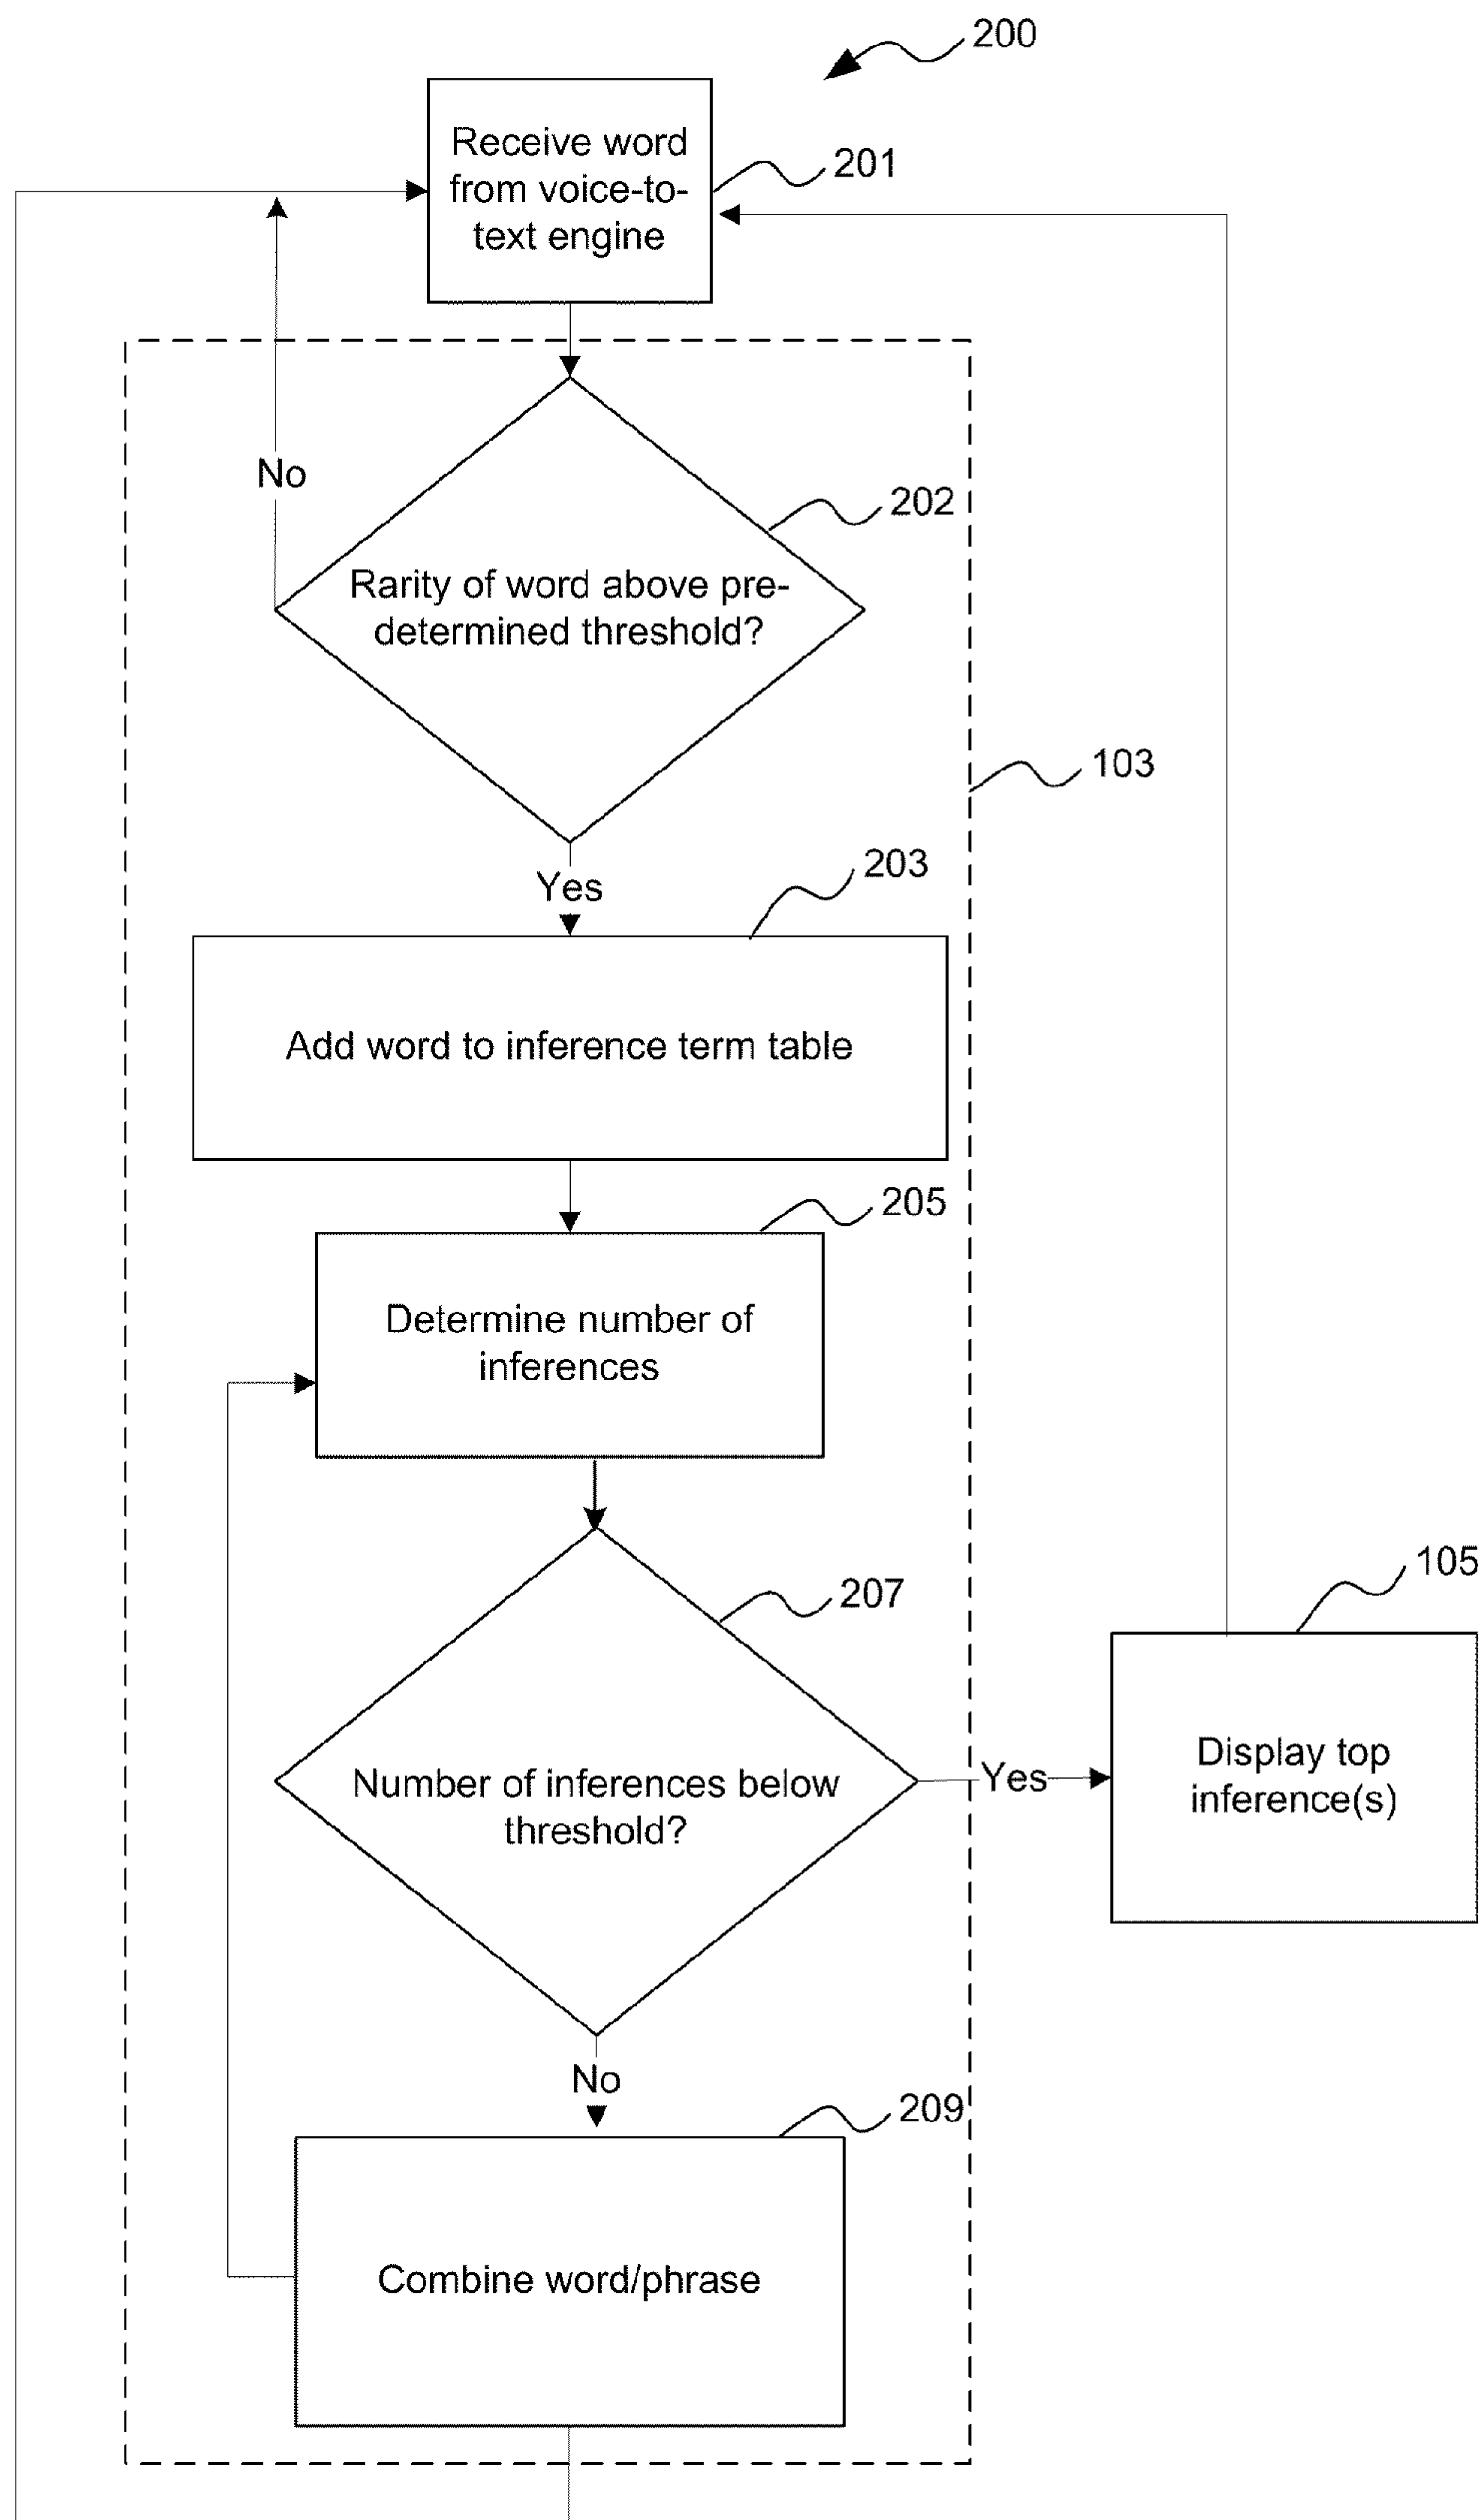 200
Receive word
from voice-to-
text engine
201
No
202
Rarity of word above pre-
determined threshold?
103
Yes
203
Add word to inference term table
205
Determine number of
inferences
207
105
Number of inferences below
threshold?
Yes
Display top
inference(s)
No
209
Combine word/phrase